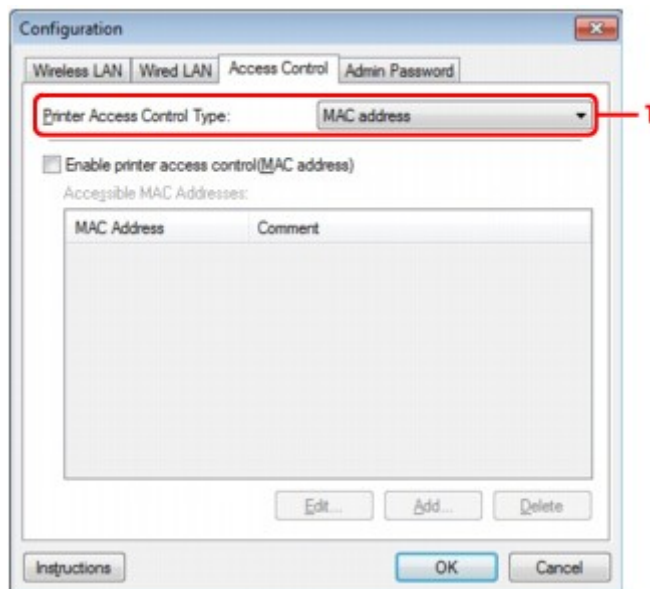 Configuration
Wireless LAN Wired LAN Access Control Admin Password
Printer Access Control Type: MAC address
1
Enable printer access control(MAC address)
Accessible MAC Addresses:
MAC Address Comment
Edit... Add... Delete
Instructions OK Cancel